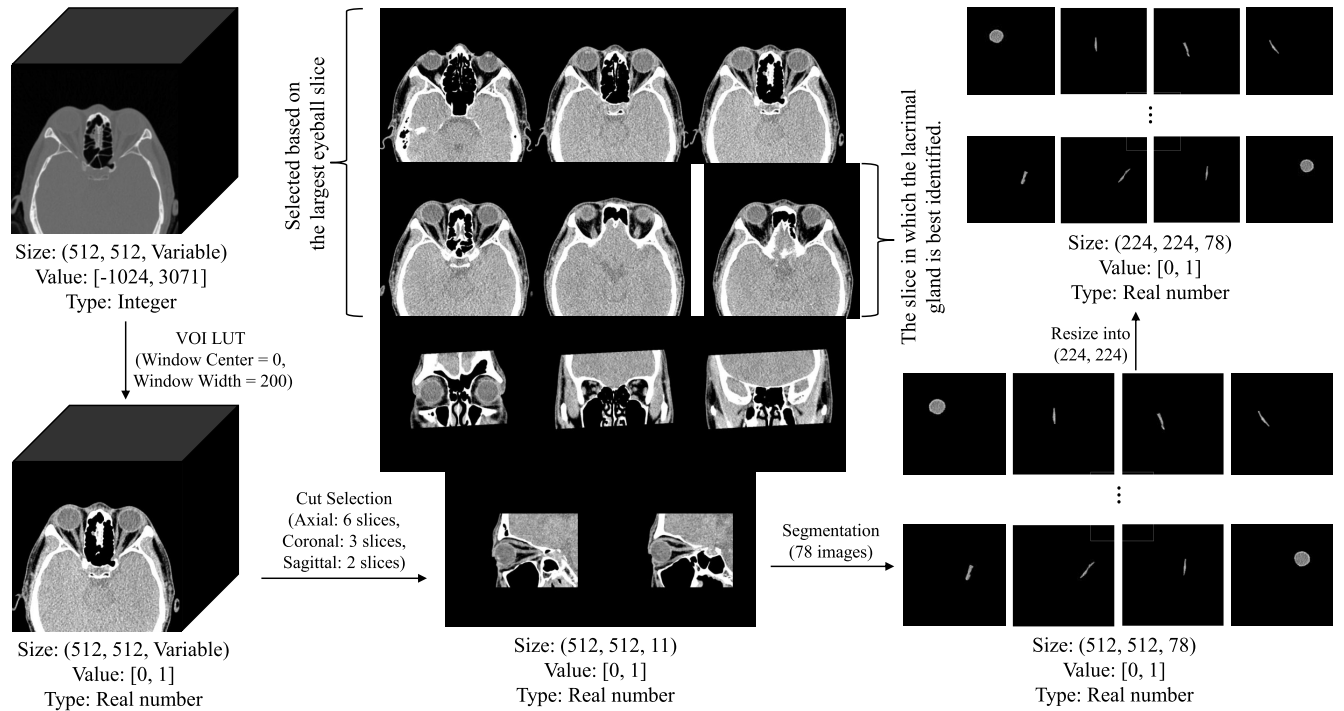 Size: (512, 512, Variable)
Value: [-1024, 3071]
Type: Integer
VOI LUT
(Window Center = 0,
Window Width = 200)
Size: (512, 512, Variable)
Value: [0, 1]
Type: Real number
Cut Selection
(Axial: 6 slices,
Coronal: 3 slices,
Sagittal: 2 slices)
Selected based on
the largest eyeball slice
The slice in which the lacrimal
gland is best identified.
Size: (512, 512, 11)
Value: [0, 1]
Type: Real number
Segmentation
(78 images)
Size: (512, 512, 78)
Value: [0, 1]
Type: Real number
Resize into
(224, 224)
Size: (224, 224, 78)
Value: [0, 1]
Type: Real number